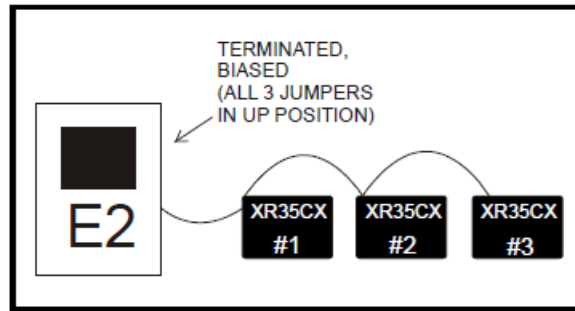 TERMINATED,
BIASED
(ALL 3 JUMPERS
IN UP POSITION)
E2
XR35CX
#1
XR35CX
#2
XR35CX
#3